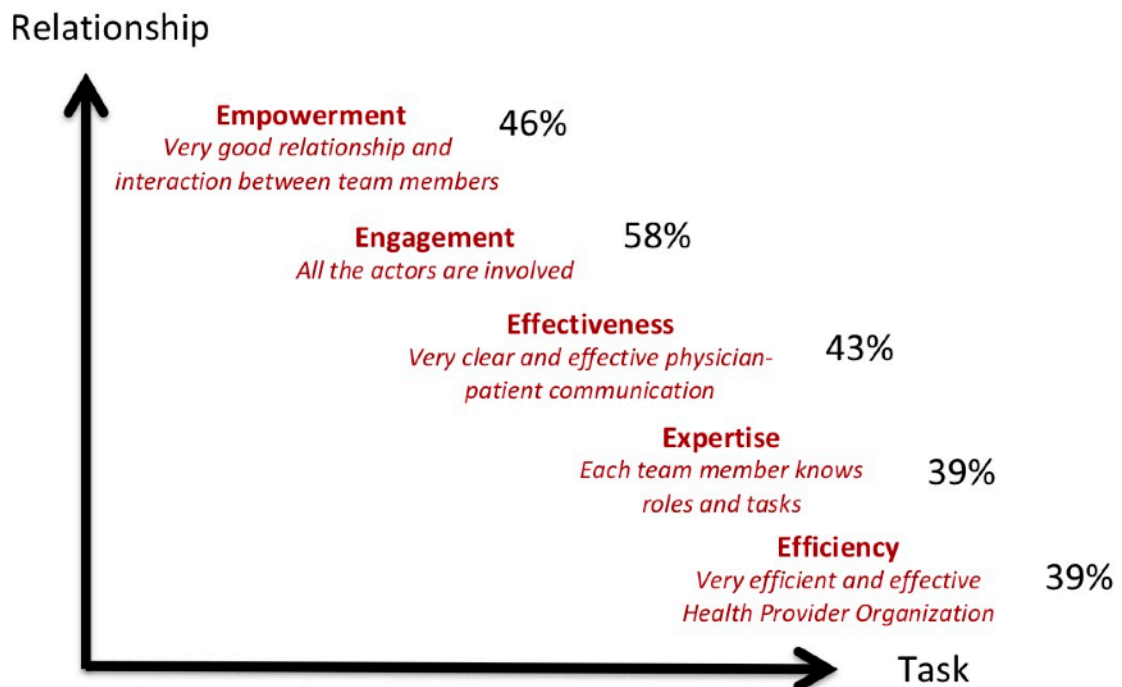 Relationship
Empowerment
46%
Very good relationship and
interaction between team members
Engagement
58%
All the actors are involved
Effectiveness
Very clear and effective physician-
43%
patient communication
Expertise
Each team member knows
39%
roles and tasks
Efficiency
Very efficient and effective
39%
Health Provider Organization
Task